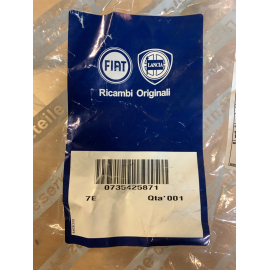 FIAT
LANCIA
Ricambi Originali
0735425871
7E Qta'001